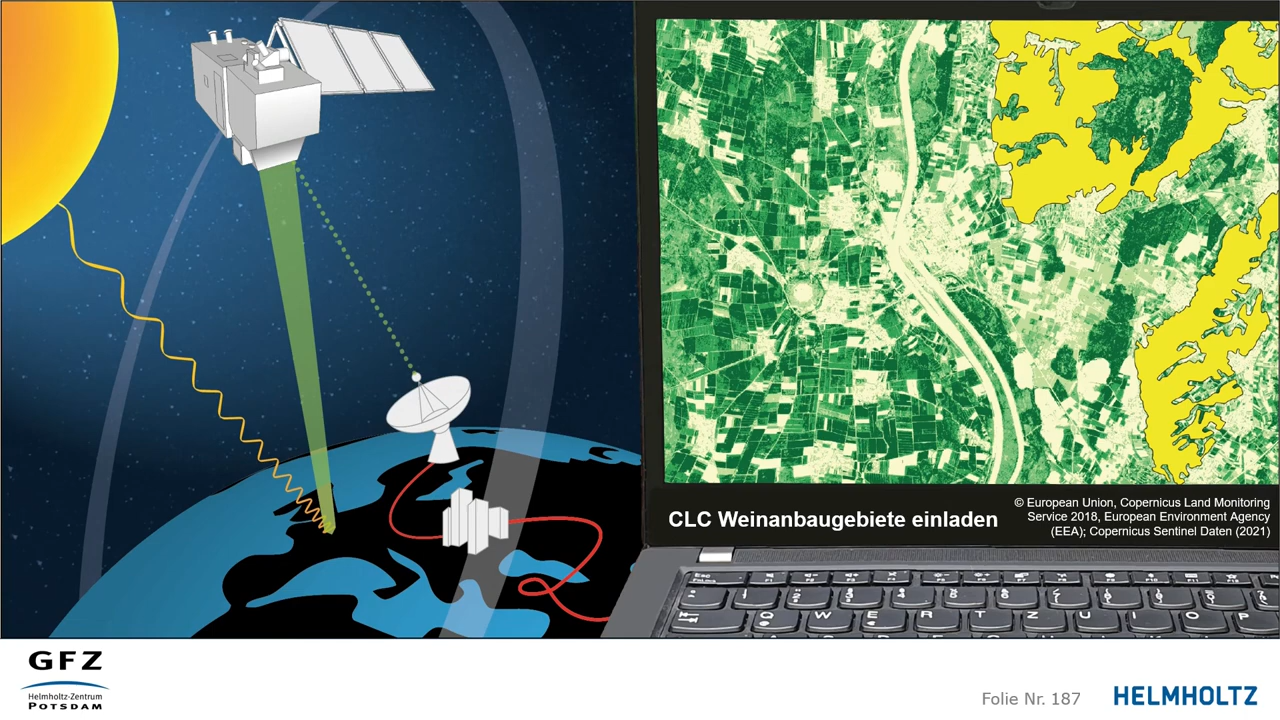 CLC Weinanbaugebiete einladen
© European Union, Copernicus Land Monitoring
Service 2018, European Environment Agency
(EEA); Copernicus Sentinel Daten (2021)
Esc
Q W E R T Z U I O P
GFZ
Helmholtz-Zentrum
POTSDAM
Folie Nr. 187
HELMHOLTZ